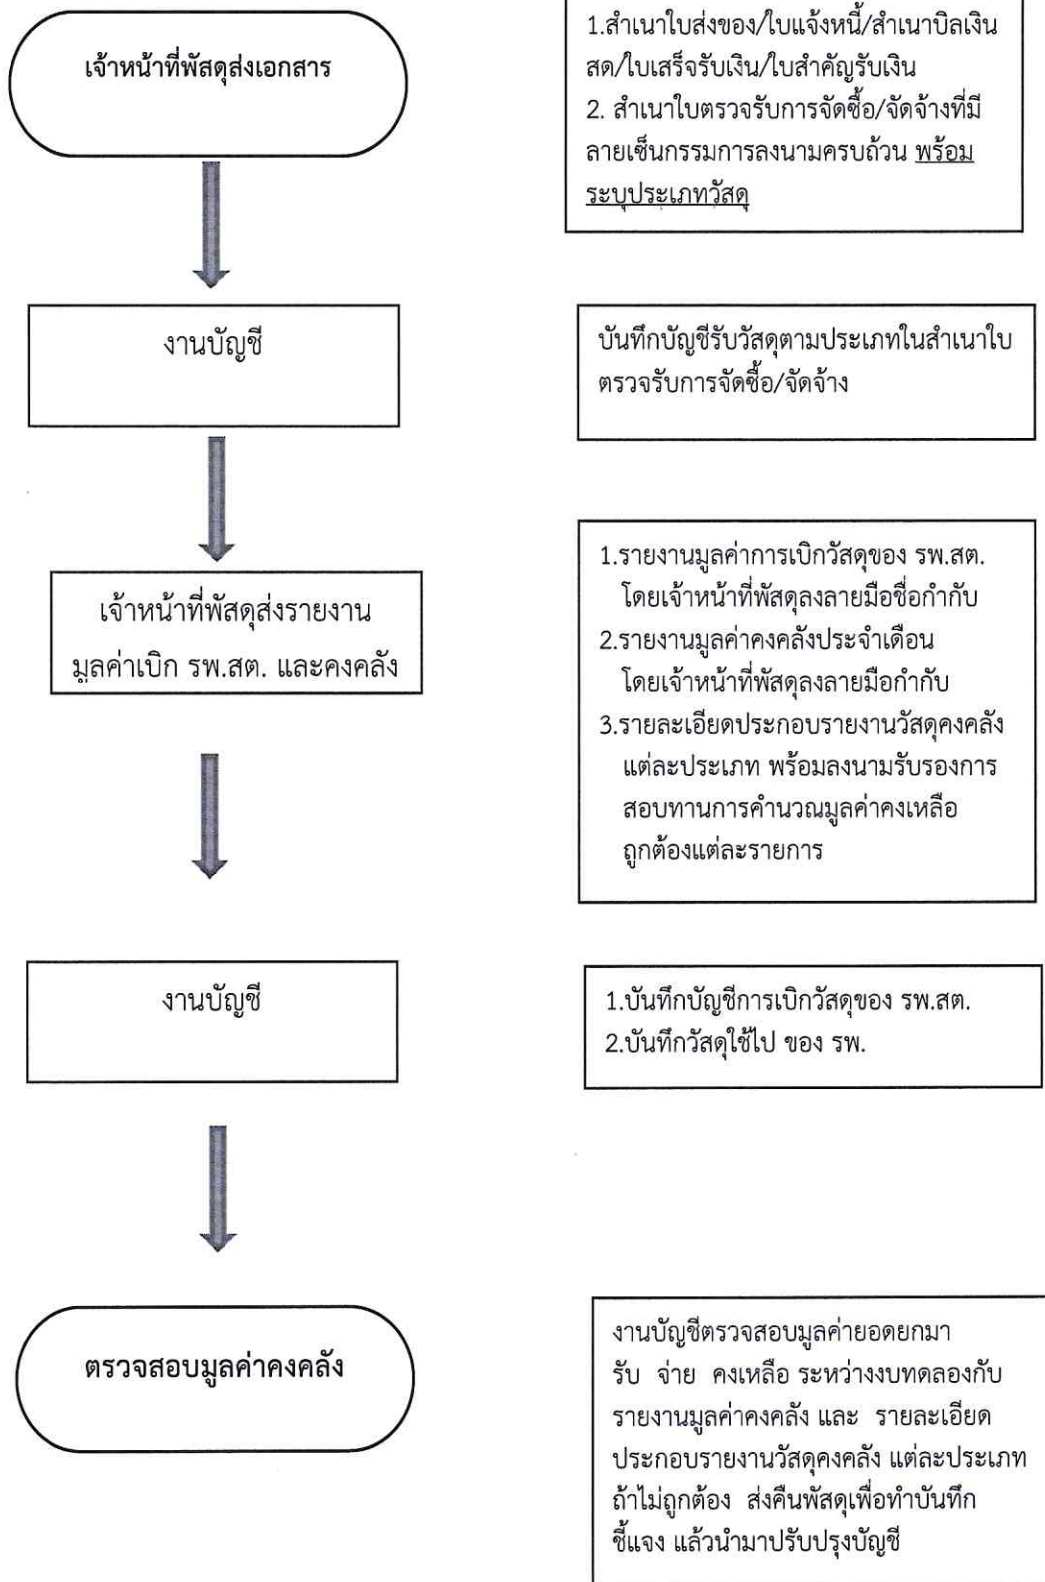 เจ้าหน้าที่พัสดุส่งเอกสาร
1.สำเนาใบส่งของ/ใบแจ้งหนี้/สำเนาบิลเงิน
สด/ใบเสร็จรับเงิน/ใบสำคัญรับเงิน
2. สำเนาใบตรวจรับการจัดซื้อ/จัดจ้างที่มี
ลายเซ็นกรรมการลงนามครบถ้วน พร้อม
ระบุประเภทวัสดุ
งานบัญชี
บันทึกบัญชีรับวัสดุตามประเภทในสำเนาใบ
ตรวจรับการจัดซื้อ/จัดจ้าง
เจ้าหน้าที่พัสดุส่งรายงาน
มูลค่าเบิก รพ.สต. และคงคลัง
1.รายงานมูลค่าการเบิกวัสดุของ รพ.สต.
โดยเจ้าหน้าที่พัสดุลงลายมือชื่อกำกับ
2.รายงานมูลค่าคงคลังประจำเดือน
โดยเจ้าหน้าที่พัสดุลงลายมือกำกับ
3.รายละเอียดประกอบรายงานวัสดุคงคลัง
แต่ละประเภท พร้อมลงนามรับรองการ
สอบทานการคำนวณมูลค่าคงเหลือ
ถูกต้องแต่ละรายการ
งานบัญชี
1.บันทึกบัญชีการเบิกวัสดุของ รพ.สต.
2.บันทึกวัสดุใช้ไป ของ รพ.
ตรวจสอบมูลค่าคงคลัง
งานบัญชีตรวจสอบมูลค่ายอดยกมา
รับ จ่าย คงเหลือ ระหว่างงบทดลองกับ
รายงานมูลค่าคงคลัง และ รายละเอียด
ประกอบรายงานวัสดุคงคลัง แต่ละประเภท
ถ้าไม่ถูกต้อง ส่งคืนพัสดุเพื่อทำบันทึก
ชี้แจง แล้วนำมาปรับปรุงบัญชี